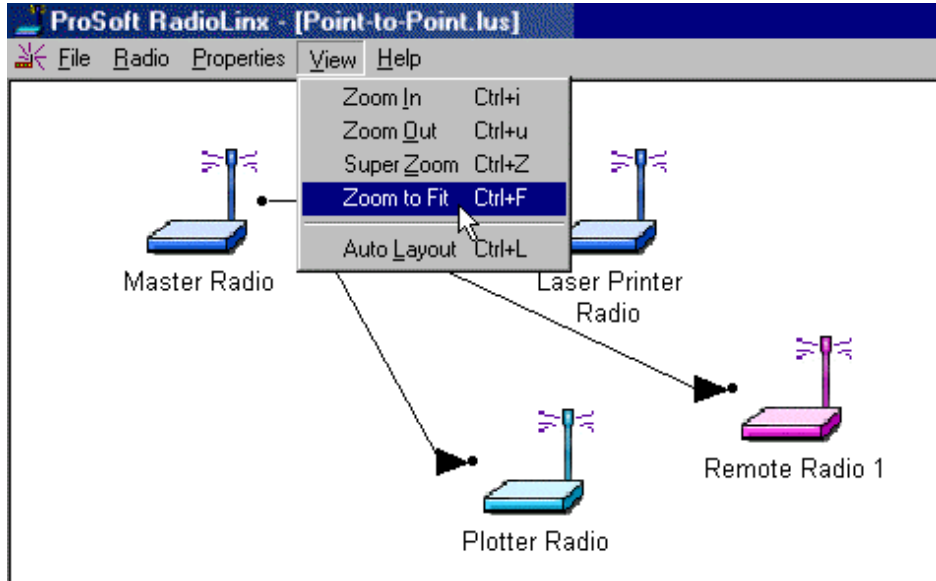 ProSoft RadioLinx - [Point-to-Point.lus]
File Radio Properties View Help
Zoom In Ctrl+i
Zoom Out Ctrl+u
Super Zoom Ctrl+Z
Zoom to Fit Ctrl+F
Auto Layout Ctrl+L
Master Radio
Laser Printer
Radio
Remote Radio 1
Plotter Radio